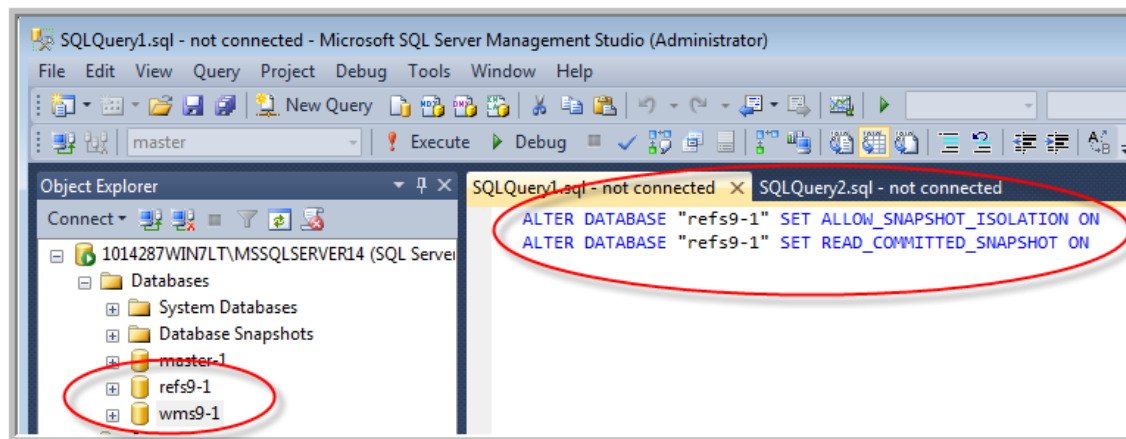 SQLQuery1.sql - not connected - Microsoft SQL Server Management Studio (Administrator)
File Edit View Query Project Debug Tools Window Help
New Query
master Execute Debug
Object Explorer
SQLQuery1.sql - not connected SQLQuery2.sql - not connected
Connect
ALTER DATABASE "refs9-1" SET ALLOW_SNAPSHOT_ISOLATION ON
ALTER DATABASE "refs9-1" SET READ_COMMITTED_SNAPSHOT ON
1014287WIN7LT\MSSQLSERVER14 (SQL Server
Databases
System Databases
Database Snapshots
master-1
refs9-1
wms9-1